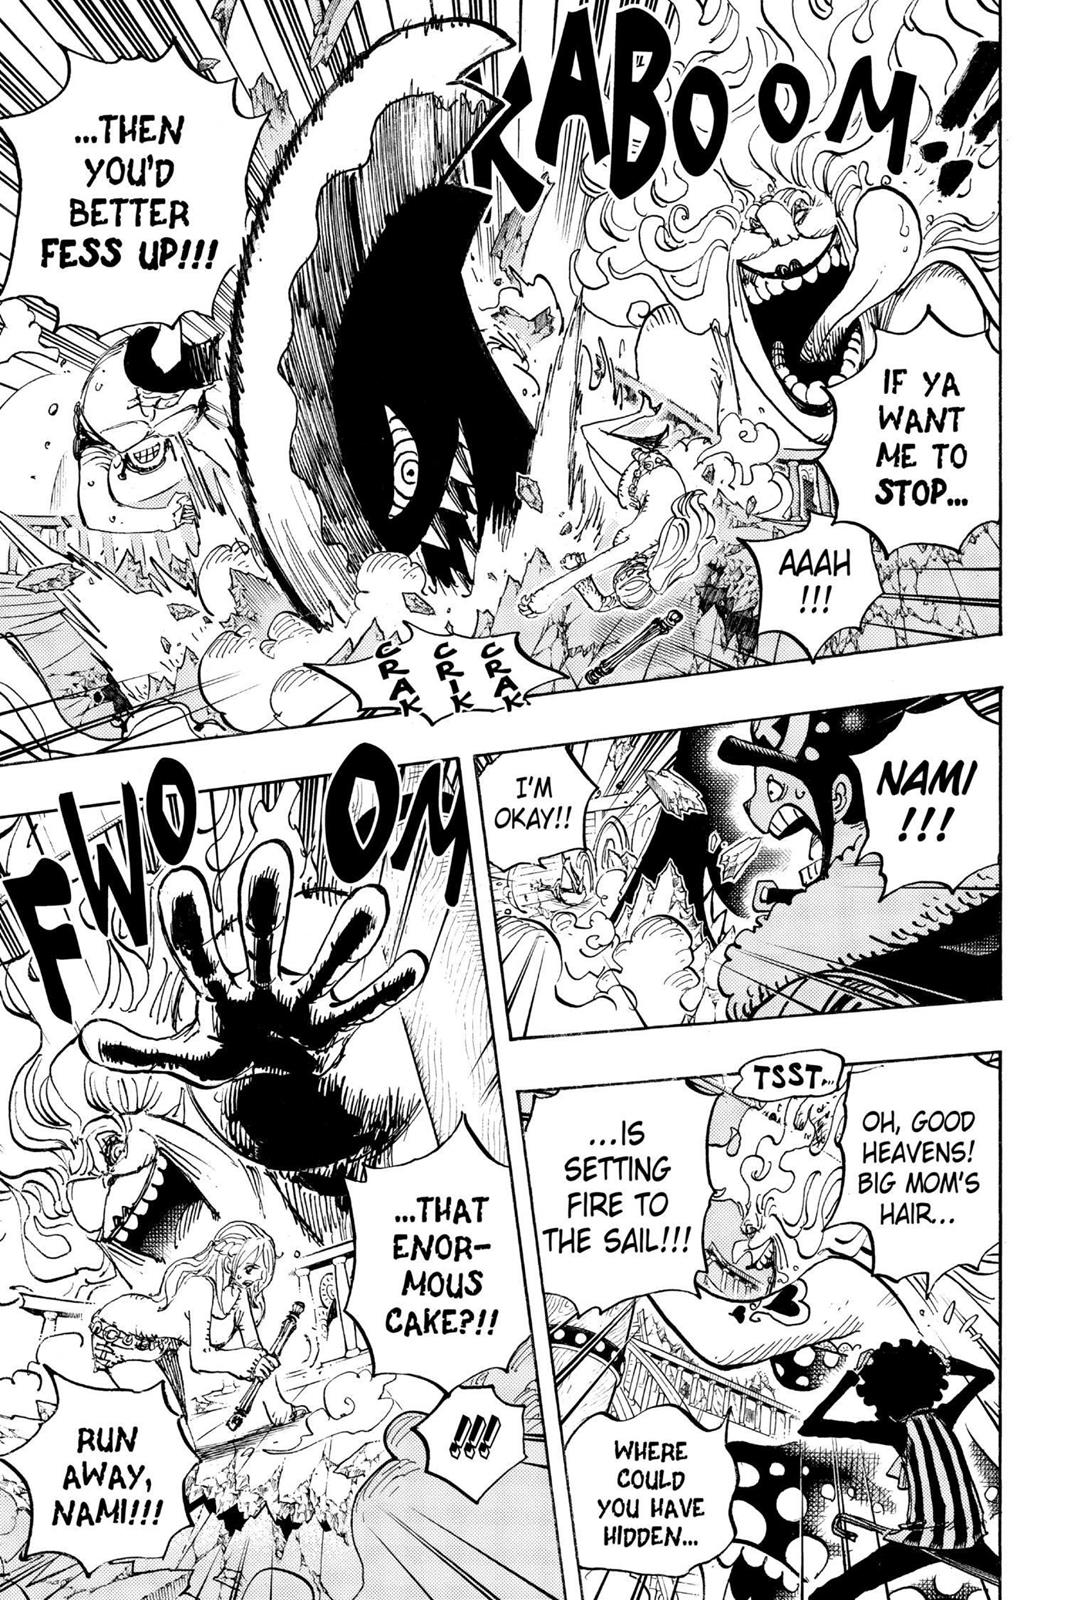 KABOOM!!
IF YA
WANT
ME TO
STOP...
...THEN
YOU'D
BETTER
FESS UP!!!
AAAH
!!!
CRAK
CRIK
CRAK
NAMI
!!!
I'M
OKAY!!
OH, GOOD
HEAVENS!
BIG MOM'S
HAIR...
TSST...
...IS
SETTING
FIRE TO
THE SAIL!!!
WHERE
COULD
YOU HAVE
HIDDEN...
FWOOOM
...THAT
ENOR-
MOUS
CAKE?!!
!!!
RUN
AWAY,
NAMI!!!